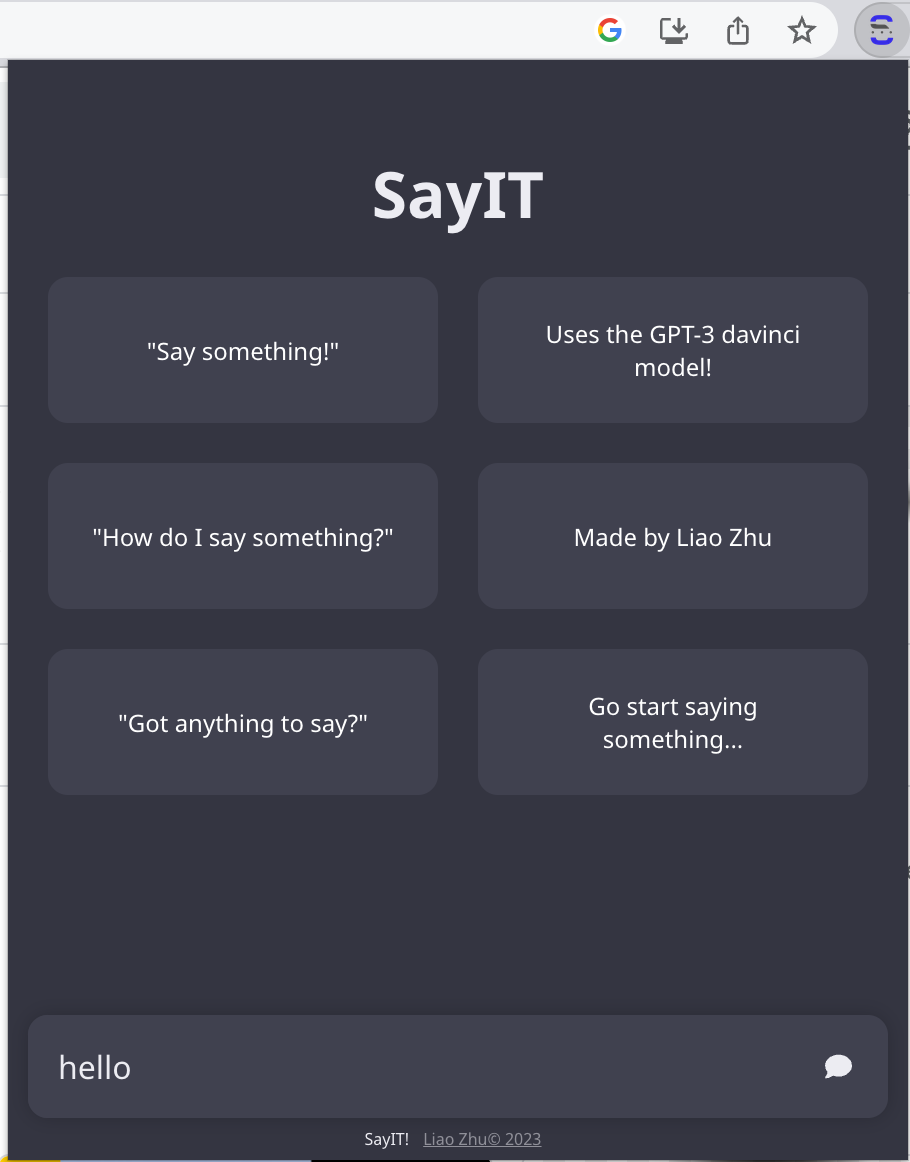 SayIT
"Say something!"
Uses the GPT-3 davinci
model!
"How do I say something?"
Made by Liao Zhu
"Got anything to say?"
Go start saying
something...
hello
SayIT! Liao Zhu© 2023